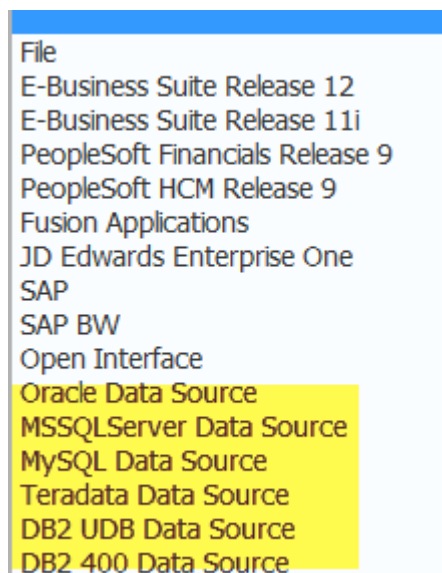 File
E-Business Suite Release 12
E-Business Suite Release 11i
PeopleSoft Financials Release 9
PeopleSoft HCM Release 9
Fusion Applications
JD Edwards Enterprise One
SAP
SAP BW
Open Interface
Oracle Data Source
MSSQLServer Data Source
MySQL Data Source
Teradata Data Source
DB2 UDB Data Source
DB2 400 Data Source